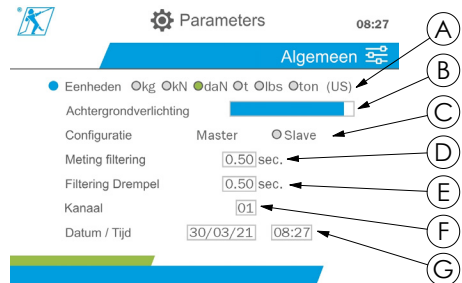 Parameters 08:27
Algemeen
Eenheden kg kN daN t lbs ton (US)
Achtergrondverlichting
Configuratie Master Slave
Meting filtering 0.50 sec.
Filtering Drempel 0.50 sec.
Kanaal 01
Datum / Tijd 30/03/21 08:27
A
B
C
D
E
F
G